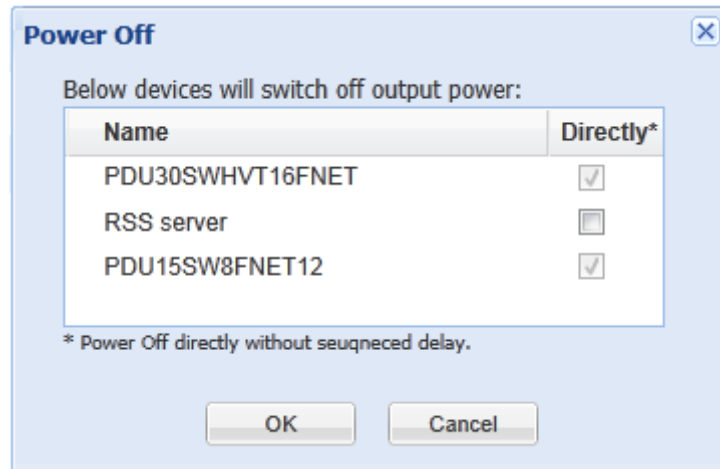 Power Off
Below devices will switch off output power:
Name Directly*
PDU30SWHVT16FNET
RSS server
PDU15SW8FNET12
* Power Off directly without seuqneced delay.
OK Cancel